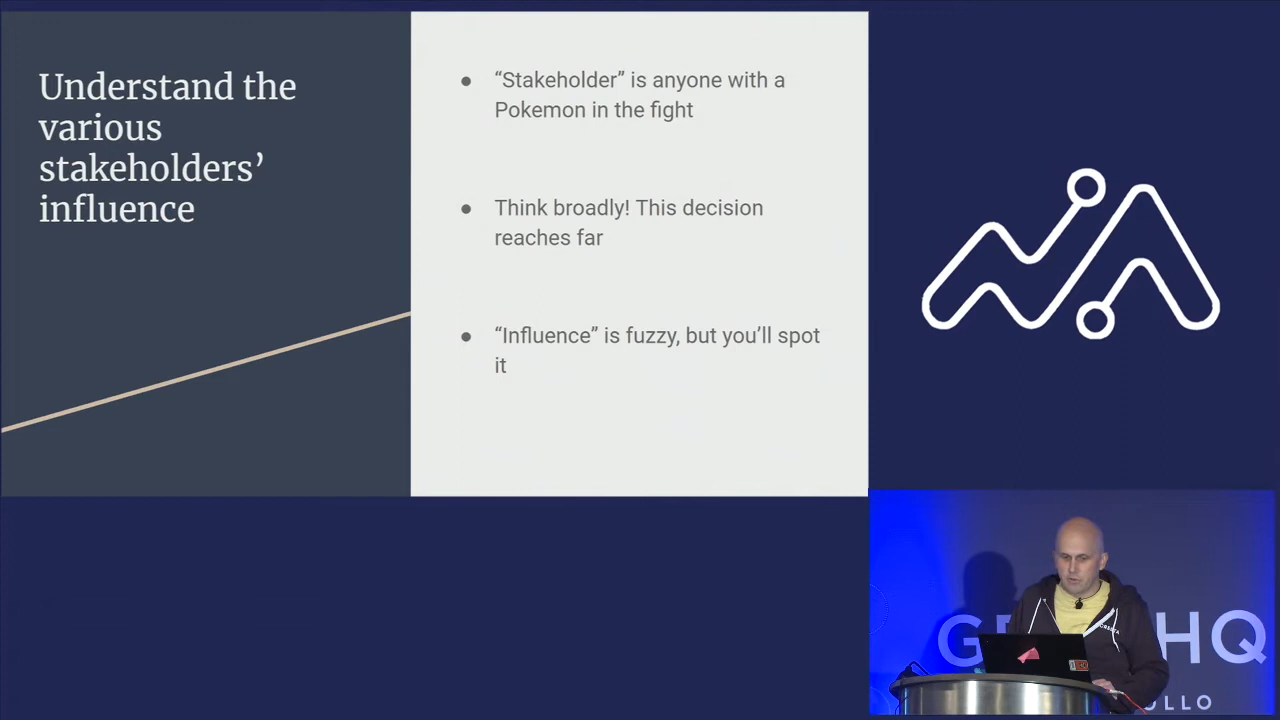 Understand the
various
stakeholders’
influence
● “Stakeholder” is anyone with a
Pokemon in the fight
● Think broadly! This decision
reaches far
● “Influence” is fuzzy, but you’ll spot
it
HQ